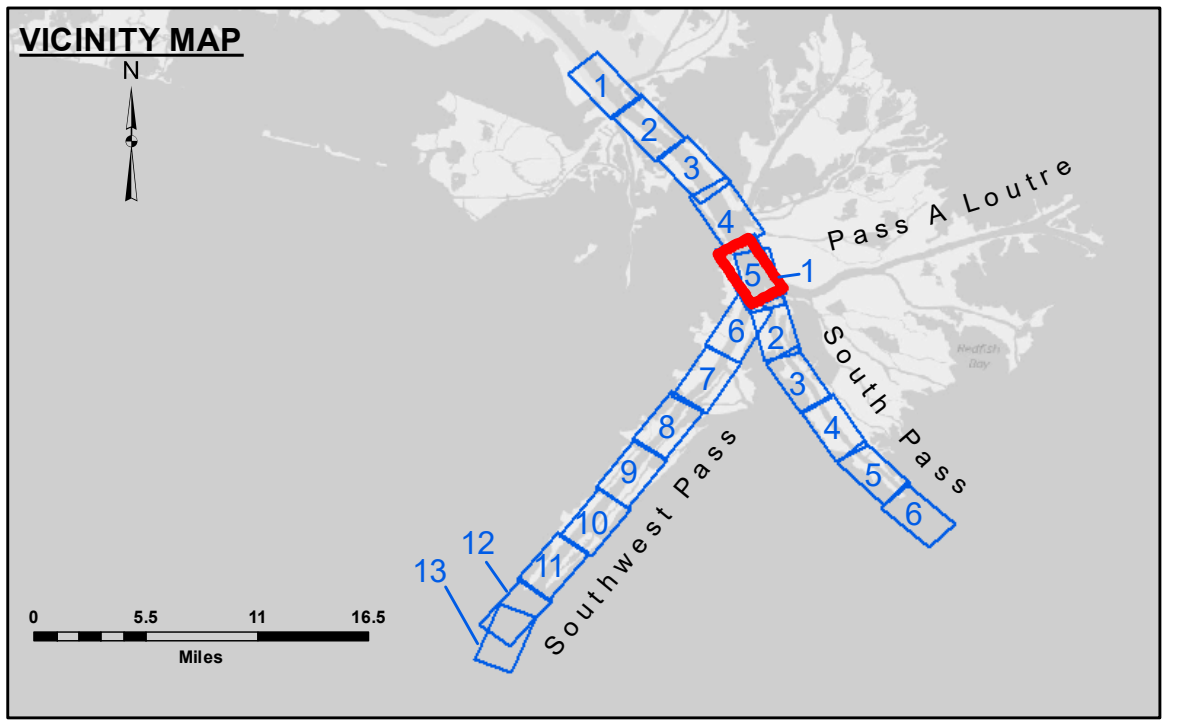 VICINITY MAP
N
1
2
3
4
5
1
Pass A Loutre
6
7
8
9
10
11
12
13
2
3
4
5
6
South Pass
Redfish
Bay
Southwest Pass
0 5.5 11 16.5
Miles